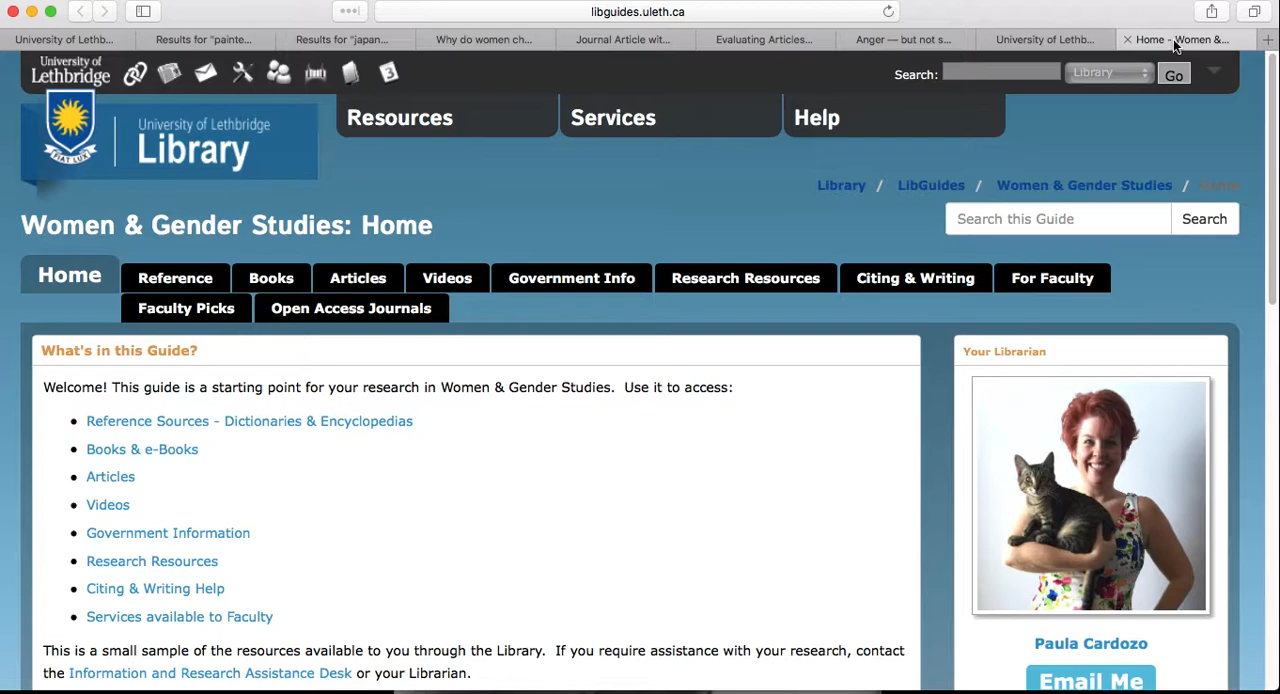 libguides.uleth.ca
University of Lethb...
Results for "painte...
Results for "japan...
Why do women ch...
Journal Article wit...
Evaluating Articles...
Anger — but not s...
University of Lethb...
Home - Women &...
University of
Lethbridge
3
Search:
Library
Go
FIAT LUX
University of Lethbridge
Library
Resources
Services
Help
Library / LibGuides / Women & Gender Studies / Home
Women & Gender Studies: Home
Search this Guide
Search
Home
Reference
Books
Articles
Videos
Government Info
Research Resources
Citing & Writing
For Faculty
Faculty Picks
Open Access Journals
What's in this Guide?
Welcome! This guide is a starting point for your research in Women & Gender Studies. Use it to access:
• Reference Sources - Dictionaries & Encyclopedias
• Books & e-Books
• Articles
• Videos
• Government Information
• Research Resources
• Citing & Writing Help
• Services available to Faculty
This is a small sample of the resources available to you through the Library. If you require assistance with your research, contact
the Information and Research Assistance Desk or your Librarian.
Your Librarian
Paula Cardozo
Email Me